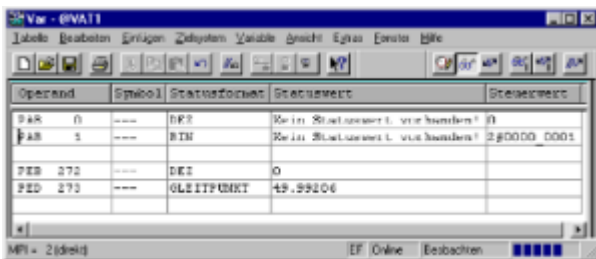 Var - @VAT1
Tabelle Bearbeiten Einfügen Zielsystem Variable Ansicht Extras Fenster Hilfe
Operand Symbol Statusformat Statuswert Steuerwert
PAB 0 --- DEZ Kein Statuswert vorhanden! 0
PAB 1 --- BIN Kein Statuswert vorhanden! 2#0000_0001
PEB 272 --- DEZ 0
PED 273 --- GLEITPUNKT 49.99206
MPI = 2 (direkt) EF Online Beobachten